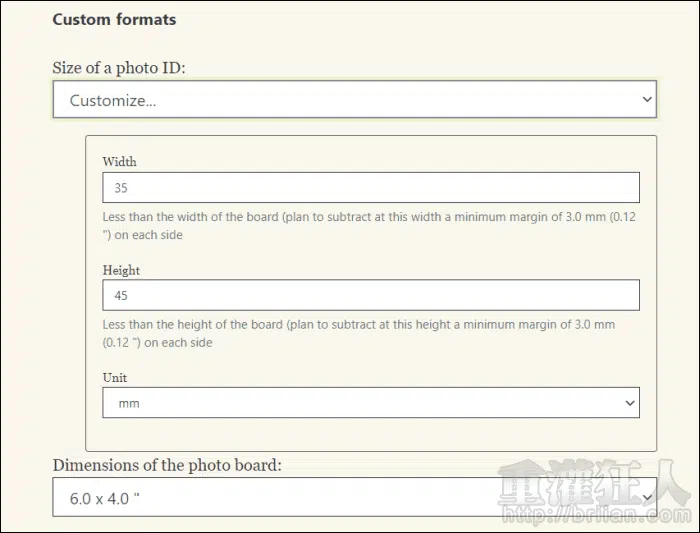 Custom formats
Size of a photo ID:
Customize...
Width
35
Less than the width of the board (plan to subtract at this width a minimum margin of 3.0 mm (0.12
") on each side
Height
45
Less than the height of the board (plan to subtract at this height a minimum margin of 3.0 mm
(0.12 ") on each side
Unit
mm
Dimensions of the photo board:
6.0 x 4.0 "
重灌狂人
http://briian.com